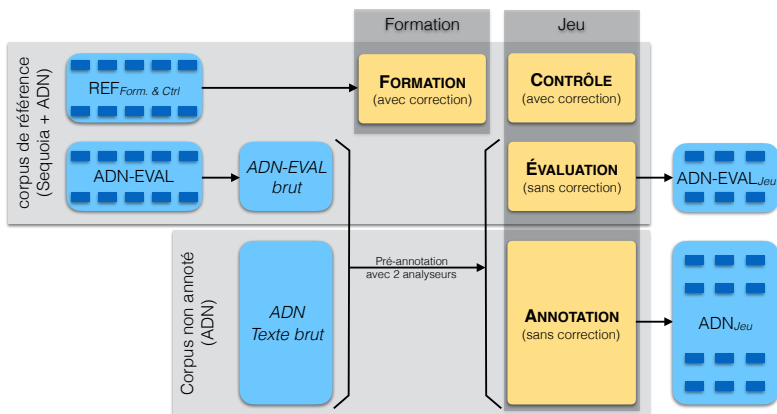 Formation
Jeu
corpus de référence
(Sequoia + ADN)
REFForm. & Ctrl
FORMATION
(avec correction)
CONTRÔLE
(avec correction)
ADN-EVAL
ADN-EVAL
brut
ÉVALUATION
(sans correction)
ADN-EVALJeu
Corpus non annoté
(ADN)
ADN
Texte brut
Pré-annotation
avec 2 analyseurs
ANNOTATION
(sans correction)
ADNJeu